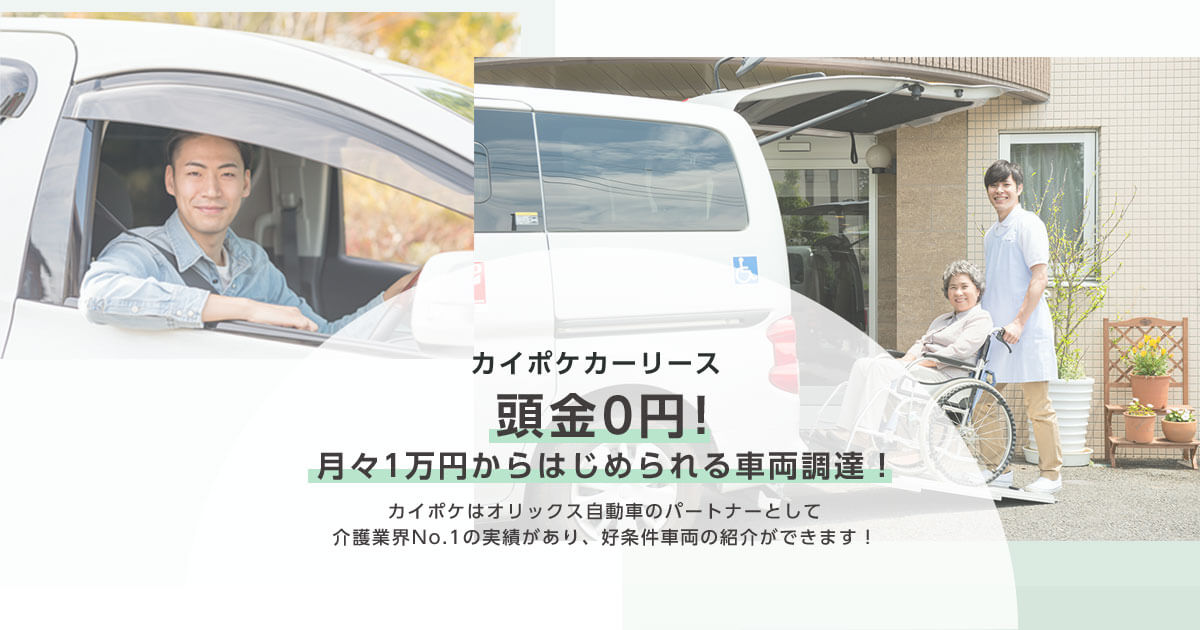 カイポケカーリース
頭金0円!
月々1万円からはじめられる車両調達！
カイポケはオリックス自動車のパートナーとして
介護業界No.1の実績があり、好条件車両の紹介ができます！